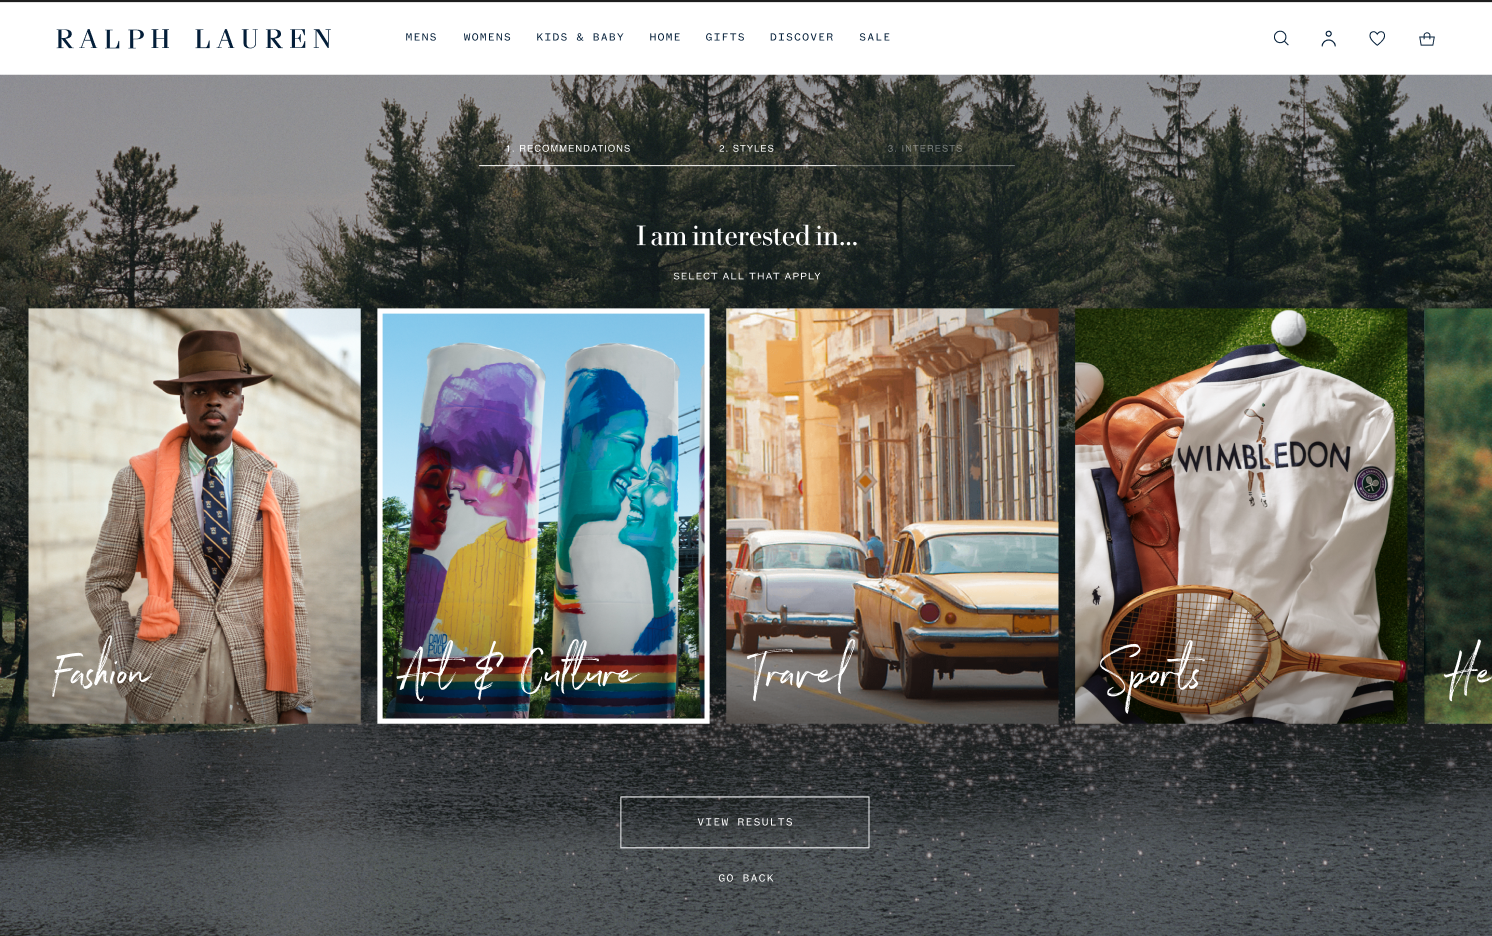 RALPH LAUREN
MENS WOMENS KIDS & BABY HOME GIFTS DISCOVER SALE
1. RECOMMENDATIONS 2. STYLES 3. INTERESTS
I am interested in...
SELECT ALL THAT APPLY
WIMBLEDON
DAVID
Fashion
Art & Culture
Travel
Sports
He
VIEW RESULTS
GO BACK